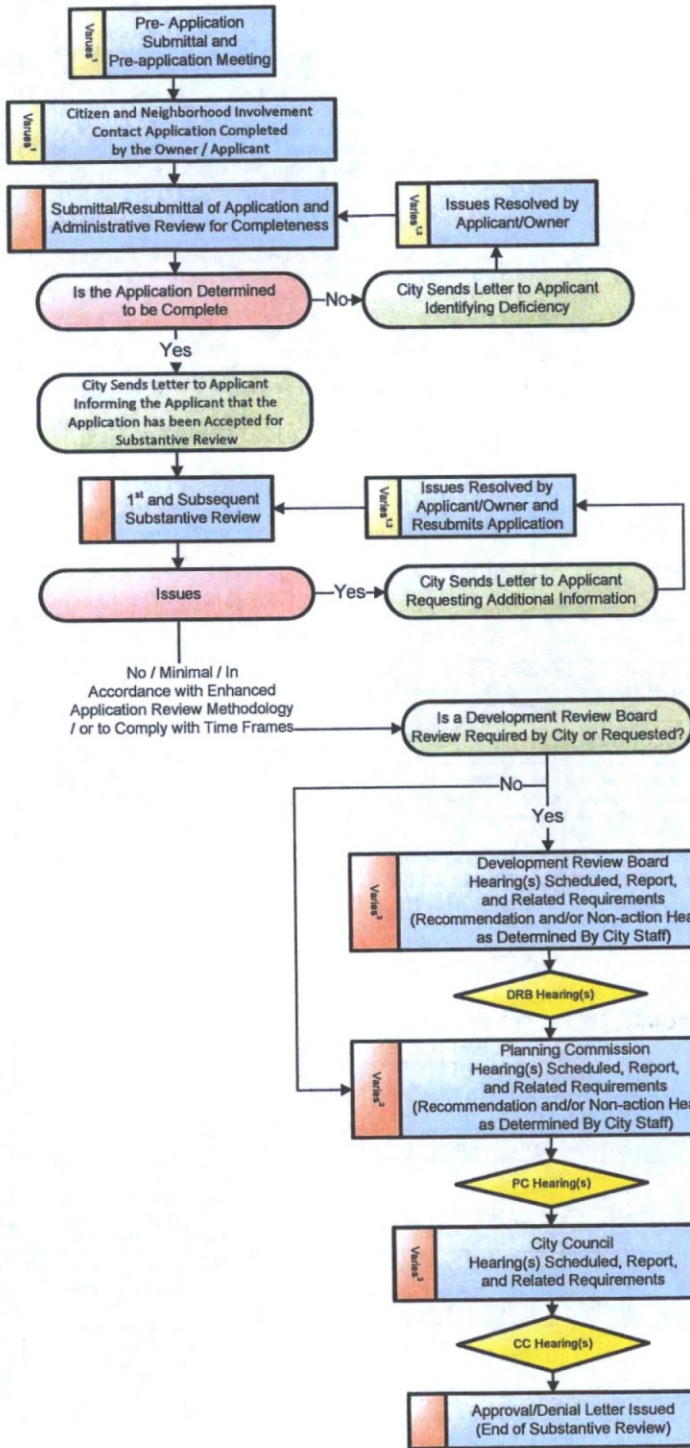 Varues¹
Pre- Application
Submittal and
Pre-application Meeting
Varues¹
Citizen and Neighborhood Involvement
Contact Application Completed
by the Owner / Applicant
Submittal/Resubmittal of Application and
Administrative Review for Completeness
Varies¹,²
Issues Resolved by
Applicant/Owner
Is the Application Determined
to be Complete
No
City Sends Letter to Applicant
Identifying Deficiency
Yes
City Sends Letter to Applicant
Informing the Applicant that the
Application has been Accepted for
Substantive Review
1st and Subsequent
Substantive Review
Varies¹,²
Issues Resolved by
Applicant/Owner and
Resubmits Application
Issues
Yes
City Sends Letter to Applicant
Requesting Additional Information
No / Minimal / In
Accordance with Enhanced
Application Review Methodology
/ or to Comply with Time Frames
Is a Development Review Board
Review Required by City or Requested?
No
Yes
Varies³
Development Review Board
Hearing(s) Scheduled, Report,
and Related Requirements
(Recommendation and/or Non-action Hea
as Determined By City Staff)
DRB Hearing(s)
Varies³
Planning Commission
Hearing(s) Scheduled, Report,
and Related Requirements
(Recommendation and/or Non-action Hea
as Determined By City Staff)
PC Hearing(s)
Varies³
City Council
Hearing(s) Scheduled, Report,
and Related Requirements
CC Hearing(s)
Approval/Denial Letter Issued
(End of Substantive Review)